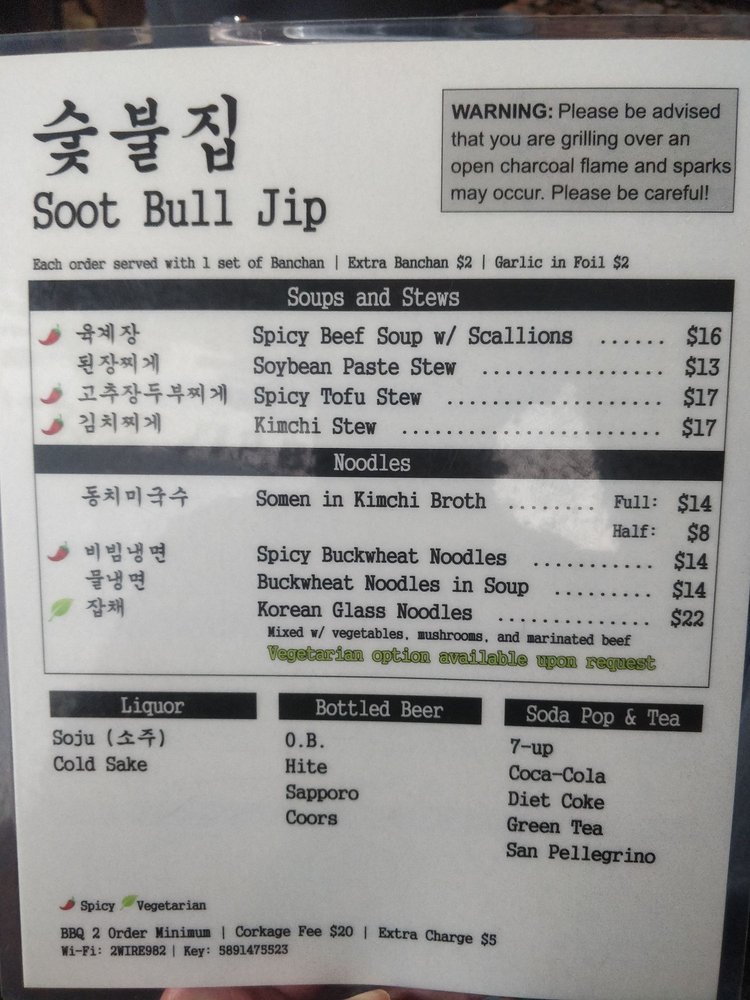 숯불집
Soot Bull Jip
WARNING: Please be advised
that you are grilling over an
open charcoal flame and sparks
may occur. Please be careful!
Each order served with 1 set of Banchan | Extra Banchan $2 | Garlic in Foil $2
Soups and Stews
육계장 Spicy Beef Soup w/ Scallions ...... $16
된장찌게 Soybean Paste Stew ................ $13
고추장두부찌게 Spicy Tofu Stew ................... $17
김치찌게 Kimchi Stew ....................... $17
Noodles
동치미국수 Somen in Kimchi Broth ........ Full: $14
Half: $8
비빔냉면 Spicy Buckwheat Noodles ............ $14
물냉면 Buckwheat Noodles in Soup ......... $14
잡채 Korean Glass Noodles .............. $22
Mixed w/ vegetables, mushrooms, and marinated beef
Vegetarian option available upon request
Liquor
Soju (소주)
Cold Sake
Bottled Beer
O.B.
Hite
Sapporo
Coors
Soda Pop & Tea
7-up
Coca-Cola
Diet Coke
Green Tea
San Pellegrino
Spicy Vegetarian
BBQ 2 Order Minimum | Corkage Fee $20 | Extra Charge $5
Wi-Fi: 2WIRE982 | Key: 5891475523